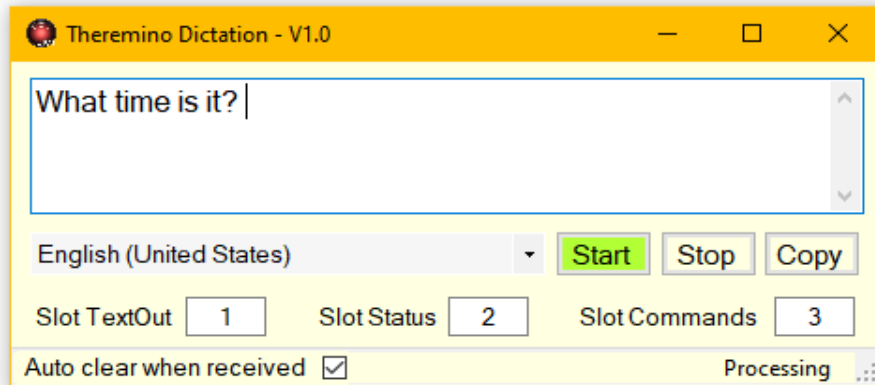 Theremino Dictation - V1.0
What time is it?
English (United States) Start Stop Copy
Slot TextOut 1 Slot Status 2 Slot Commands 3
Auto clear when received Processing